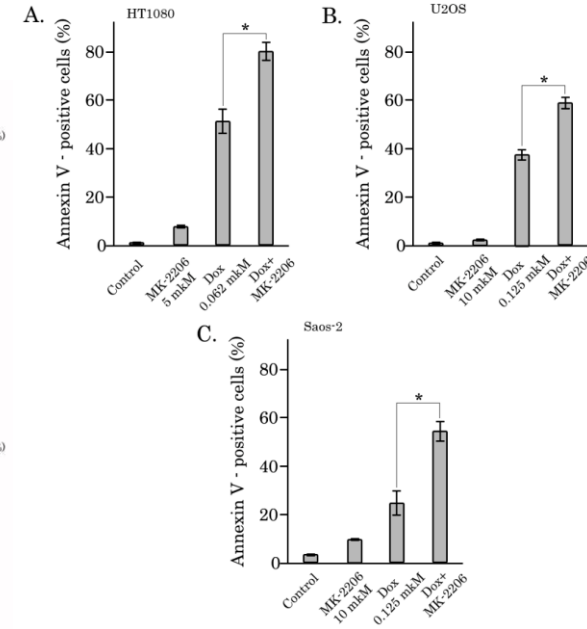 A.
HT1080
Annexin V - positive cells (%)
80
60
40
20
0
*
Control
MK-2206
5 mkM
Dox
0.062 mkM
Dox+
MK-2206
B.
U2OS
Annexin V - positive cells (%)
80
60
40
20
0
*
Control
MK-2206
10 mkM
Dox
0.125 mkM
Dox+
MK-2206
C.
Saos-2
Annexin V - positive cells (%)
80
60
40
20
0
*
Control
MK-2206
10 mkM
Dox
0.125 mkM
Dox+
MK-2206